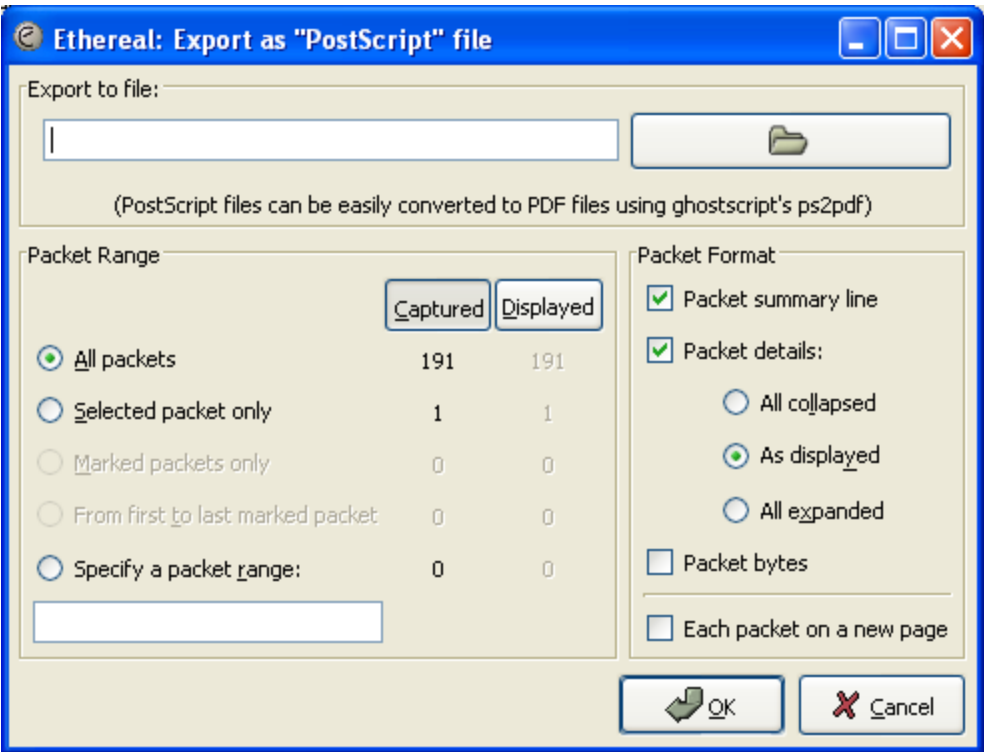 Ethereal: Export as "PostScript" file
Export to file:
(PostScript files can be easily converted to PDF files using ghostscript's ps2pdf)
Packet Range
Captured Displayed
All packets 191 191
Selected packet only 1 1
Marked packets only 0 0
From first to last marked packet 0 0
Specify a packet range: 0 0
Packet Format
Packet summary line
Packet details:
All collapsed
As displayed
All expanded
Packet bytes
Each packet on a new page
OK Cancel